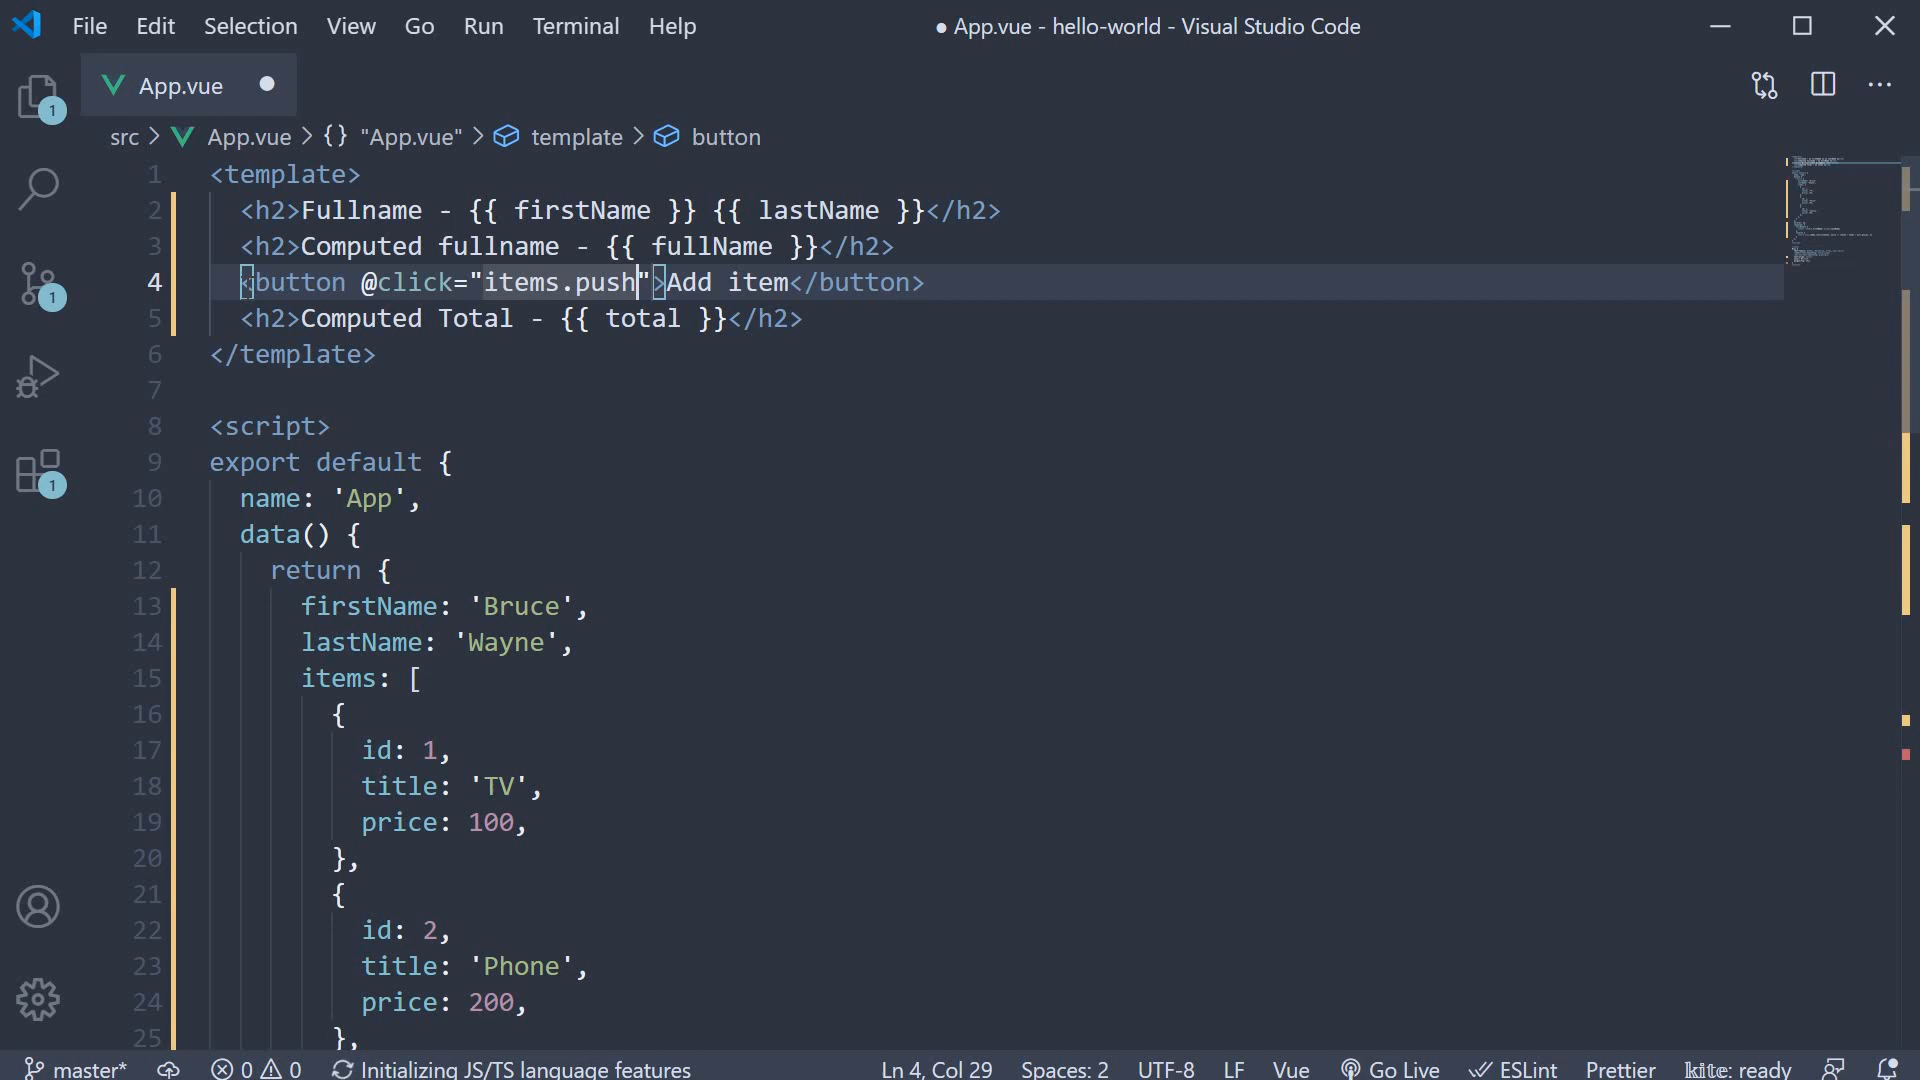 File Edit Selection View Go Run Terminal Help
● App.vue - hello-world - Visual Studio Code
App.vue
src > App.vue > {} "App.vue" > template > button
1 <template>
2 <h2>Fullname - {{ firstName }} {{ lastName }}</h2>
3 <h2>Computed fullname - {{ fullName }}</h2>
4 <button @click="items.push">Add item</button>
5 <h2>Computed Total - {{ total }}</h2>
6 </template>
7
8 <script>
9 export default {
10 name: 'App',
11 data() {
12 return {
13 firstName: 'Bruce',
14 lastName: 'Wayne',
15 items: [
16 {
17 id: 1,
18 title: 'TV',
19 price: 100,
20 },
21 {
22 id: 2,
23 title: 'Phone',
24 price: 200,
25 },
1
1
1
master* 0 0 Initializing JS/TS language features Ln 4, Col 29 Spaces: 2 UTF-8 LF Vue Go Live ESLint Prettier kite: ready